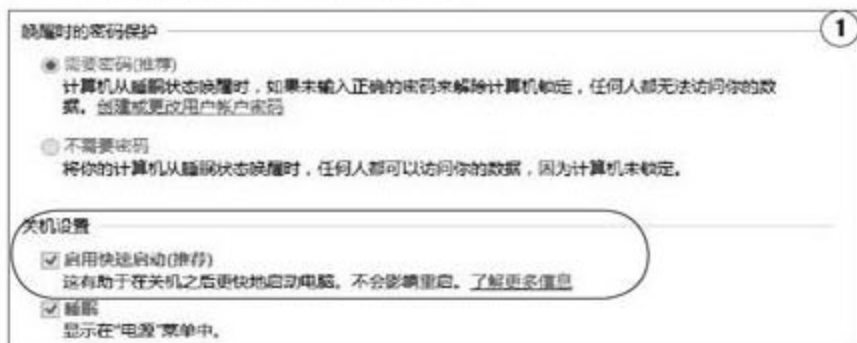 唤醒时的密码保护
1
需要密码(推荐)
计算机从睡眠状态唤醒时，如果未输入正确的密码来解除计算机锁定，任何人都无法访问你的数
据。创建或更改用户帐户密码
不需要密码
将你的计算机从睡眠状态唤醒时，任何人都可以访问你的数据，因为计算机未锁定。
关机设置
启用快速启动(推荐)
这有助于在关机之后更快地启动电脑。不会影响重启。了解更多信息
睡眠
显示在"电源"菜单中。